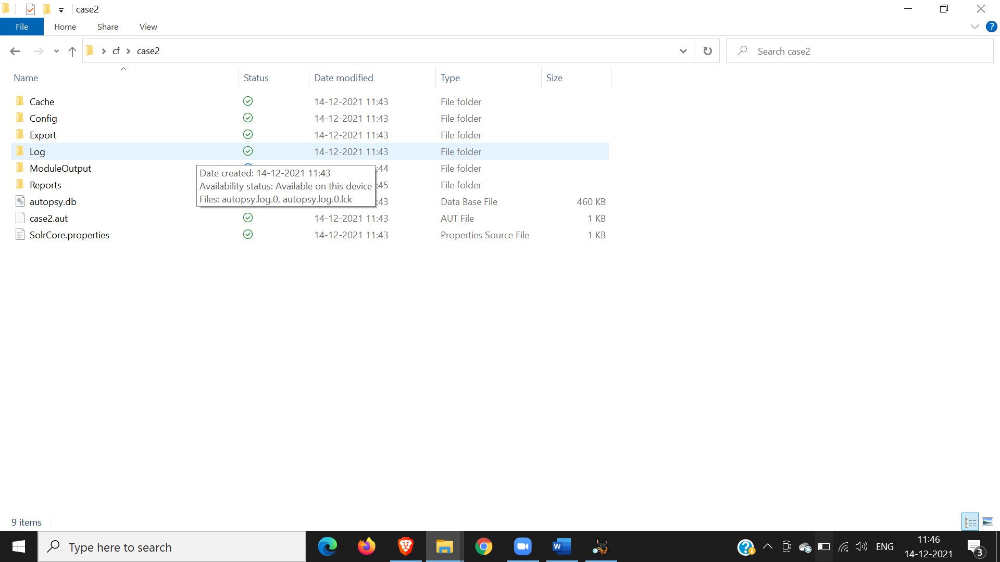 case2
File Home Share View
cf case2
Search case2
Name Status Date modified Type Size
Cache 14-12-2021 11:43 File folder
Config 14-12-2021 11:43 File folder
Export 14-12-2021 11:43 File folder
Log 14-12-2021 11:43 File folder
ModuleOutput :44 File folder
Reports :45 File folder
autopsy.db :43 Data Base File 460 KB
Date created: 14-12-2021 11:43
Availability status: Available on this device
Files: autopsy.log.0, autopsy.log.0.lck
case2.aut 14-12-2021 11:43 AUT File 1 KB
SolrCore.properties 14-12-2021 11:43 Properties Source File 1 KB
9 items
Type here to search
W
ENG
11:46
14-12-2021
3